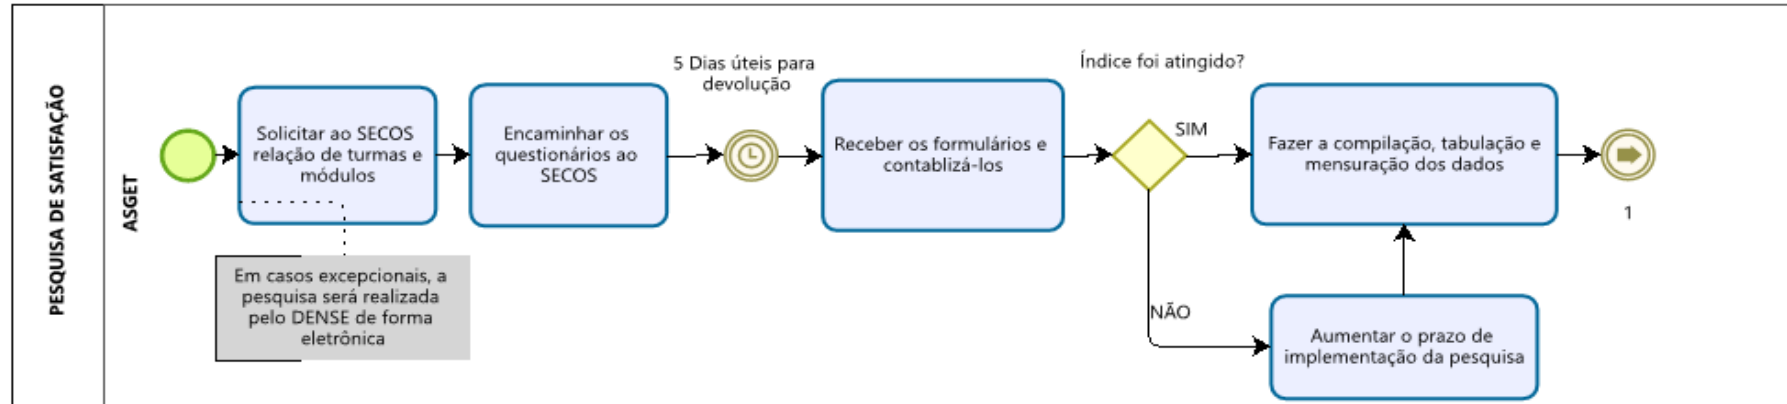 PESQUISA DE SATISFAÇÃO
ASGET
Solicitar ao SECOS
relação de turmas e
módulos
Em casos excepcionais, a
pesquisa será realizada
pelo DENSE de forma
eletrônica
Encaminhar os
questionários ao
SECOS
5 Dias úteis para
devolução
Receber os formulários e
contablizá-los
Índice foi atingido?
SIM
NÃO
Fazer a compilação, tabulação e
mensuração dos dados
Aumentar o prazo de
implementação da pesquisa
1